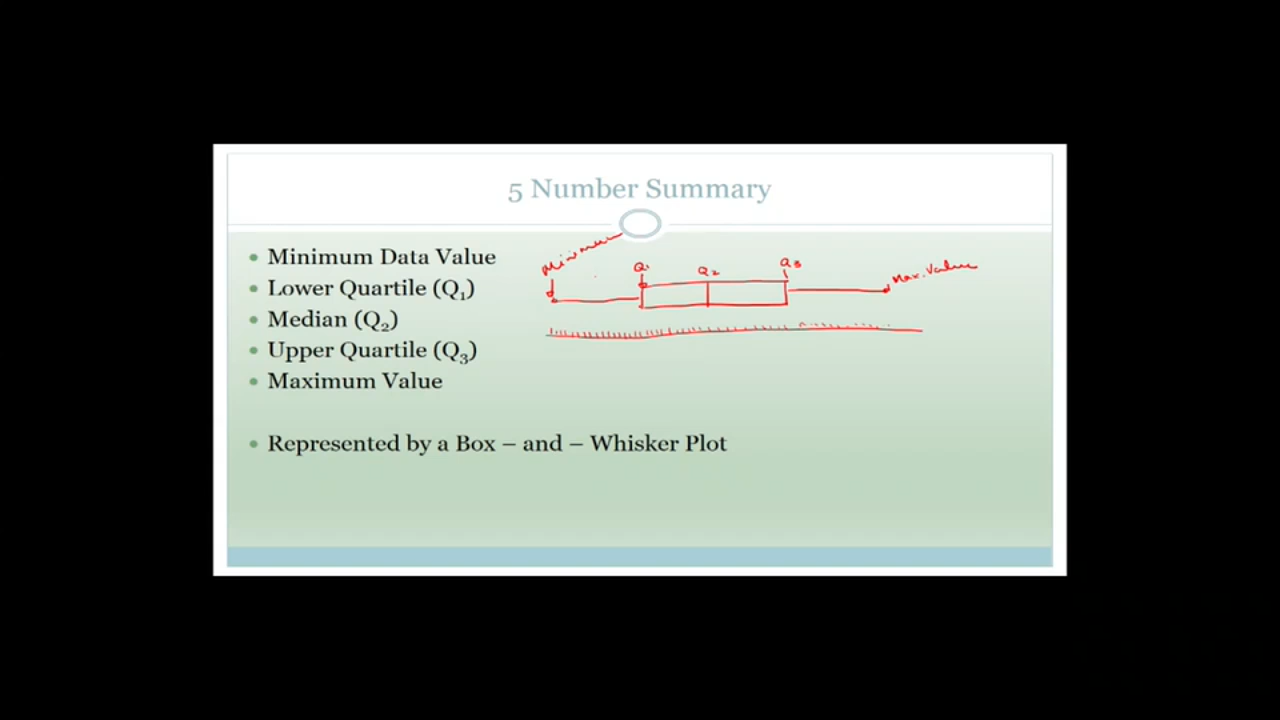 5 Number Summary
Minimum
Q1 Q2 Q3 Max. Value
• Minimum Data Value
• Lower Quartile (Q₁)
• Median (Q₂)
• Upper Quartile (Q₃)
• Maximum Value
• Represented by a Box – and – Whisker Plot